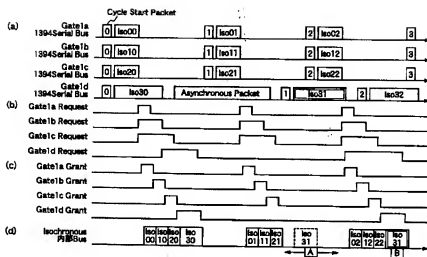 Cycle Start Packet
(a) Gate1a 1394Serial Bus 0 Iso00 1 Iso01 2 Iso02 3
Gate1b 1394Serial Bus 0 Iso10 1 Iso11 2 Iso12 3
Gate1c 1394Serial Bus 0 Iso20 1 Iso21 2 Iso22 3
Gate1d 1394Serial Bus 0 Iso30 Asynchronous Packet 1 Iso31 2 Iso32
(b) Gate1a Request
Gate1b Request
Gate1c Request
Gate1d Request
(c) Gate1a Grant
Gate1b Grant
Gate1c Grant
Gate1d Grant
(d) Isochronous 内部Bus Iso 00 Iso 10 Iso 20 Iso 30 Iso 01 Iso 11 Iso 21 Iso 31 Iso 02 Iso 12 Iso 22 Iso 31
A B